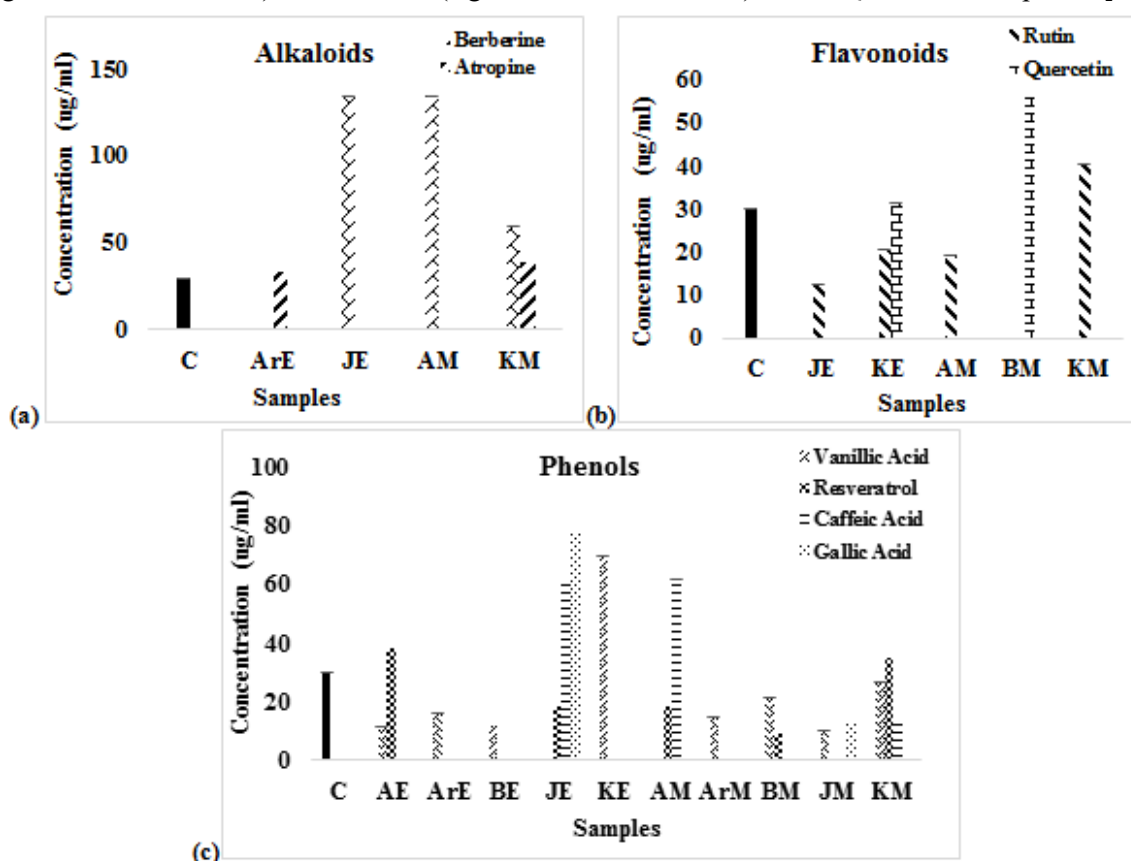 Alkaloids
Berberine
Atropine
Concentration (ug/ml)
150
100
50
0
C ArE JE AM KM
Samples
(a)
Flavonoids
Rutin
Quercetin
Concentration (ug/ml)
60
50
40
30
20
10
0
C JE KE AM BM KM
Samples
(b)
Phenols
Vanillic Acid
Resveratrol
Caffeic Acid
Gallic Acid
Concentration (ug/ml)
100
80
60
40
20
0
C AE ArE BE JE KE AM ArM BM JM KM
Samples
(c)